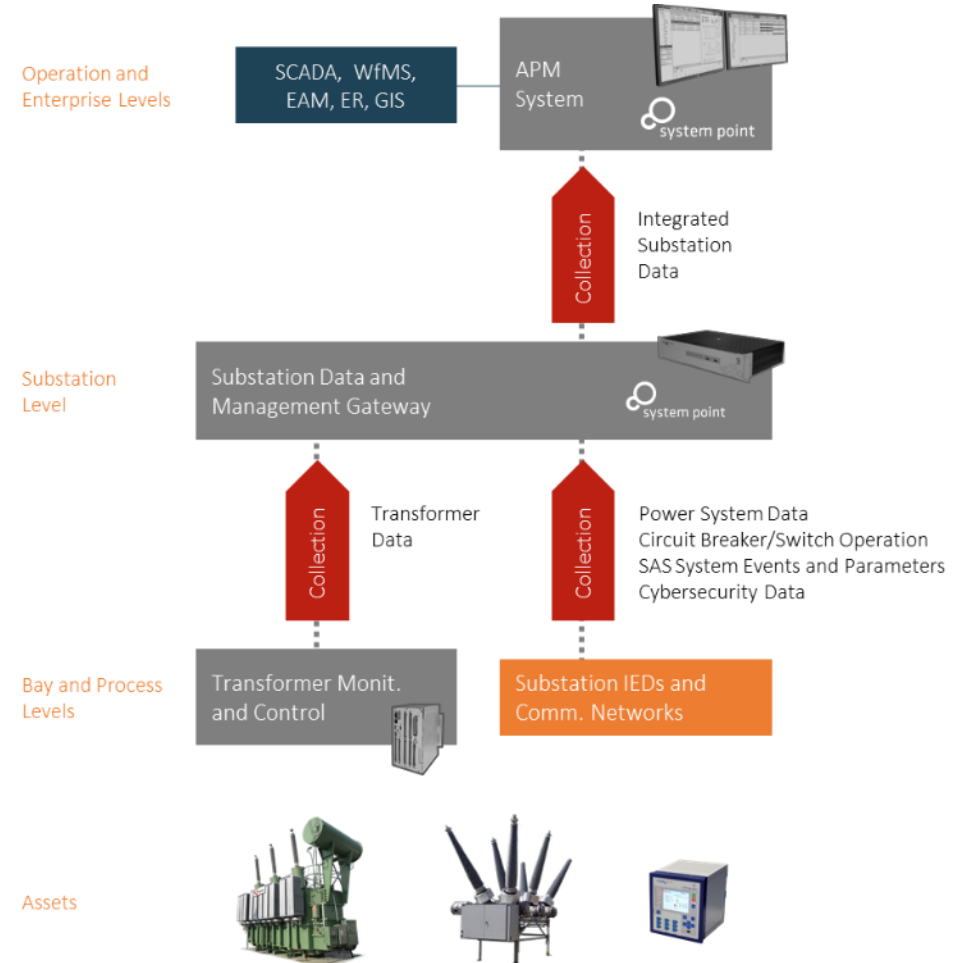 Operation and
Enterprise Levels
SCADA, WfMS,
EAM, ER, GIS
APM
System
system point
Collection
Integrated
Substation
Data
Substation
Level
Substation Data and
Management Gateway
system point
Collection
Transformer
Data
Collection
Power System Data
Circuit Breaker/Switch Operation
SAS System Events and Parameters
Cybersecurity Data
Bay and Process
Levels
Transformer Monit.
and Control
Substation IEDs and
Comm. Networks
Assets